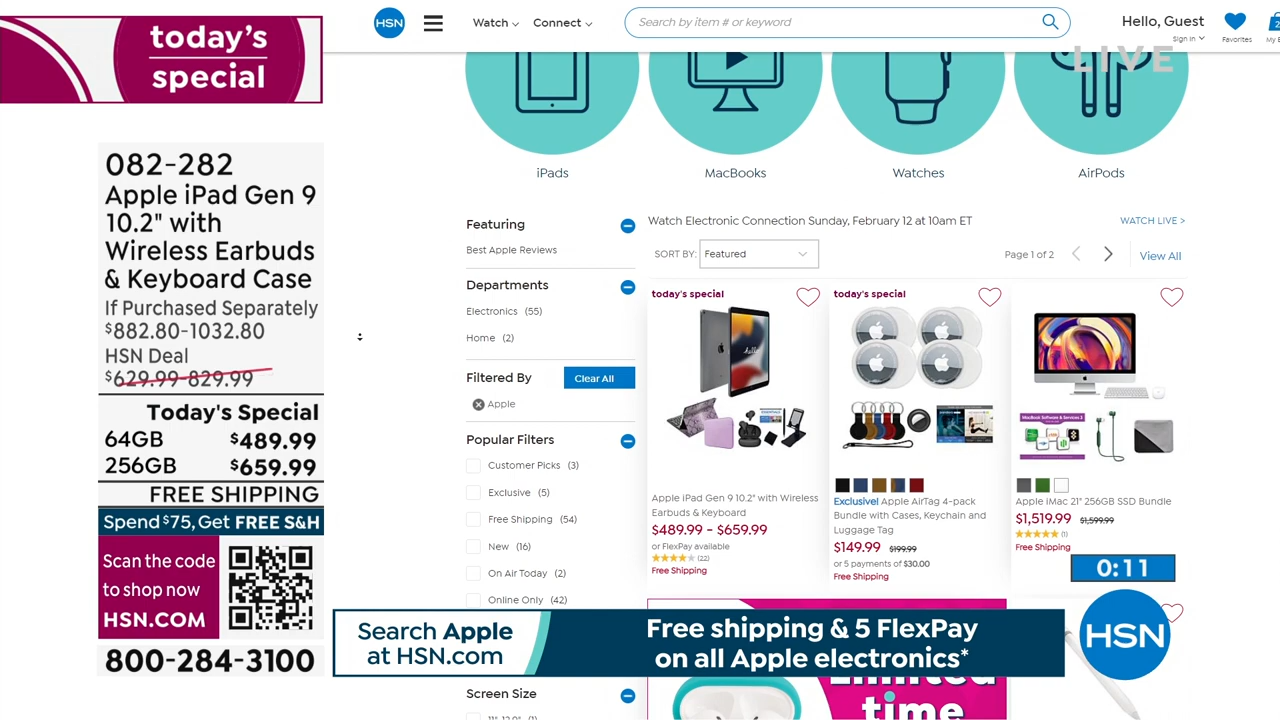 today's
special
082-282
Apple iPad Gen 9
10.2" with
Wireless Earbuds
& Keyboard Case
If Purchased Separately
$882.80-1032.80
HSN Deal
$629.99-829.99
Today's Special
64GB $489.99
256GB $659.99
FREE SHIPPING
Spend $75, Get FREE S&H
Scan the code
to shop now
HSN.COM
800-284-3100
HSN
Watch
Connect
Search by item # or keyword
Hello, Guest
Sign In
Favorites
2
My B
LIVE
iPads
MacBooks
Watches
AirPods
Featuring
Best Apple Reviews
Departments
Electronics (55)
Home (2)
Filtered By
Clear All
Apple
Popular Filters
Customer Picks (3)
Exclusive (5)
Free Shipping (54)
New (16)
On Air Today (2)
Online Only (42)
Screen Size
Watch Electronic Connection Sunday, February 12 at 10am ET
WATCH LIVE >
SORT BY: Featured
Page 1 of 2
View All
today's special
hello
Apple iPad Gen 9 10.2" with Wireless
Earbuds & Keyboard
$489.99 - $659.99
or FlexPay available
(22)
Free Shipping
today's special
Exclusive! Apple AirTag 4-pack
Bundle with Cases, Keychain and
Luggage Tag
$149.99 $199.99
or 5 payments of $30.00
Free Shipping
MacBook Software & Services 3
Apple iMac 21" 256GB SSD Bundle
$1,519.99 $1,599.99
(1)
Free Shipping
0:11
Search Apple
at HSN.com
Free shipping & 5 FlexPay
on all Apple electronics*
HSN
Limited
time